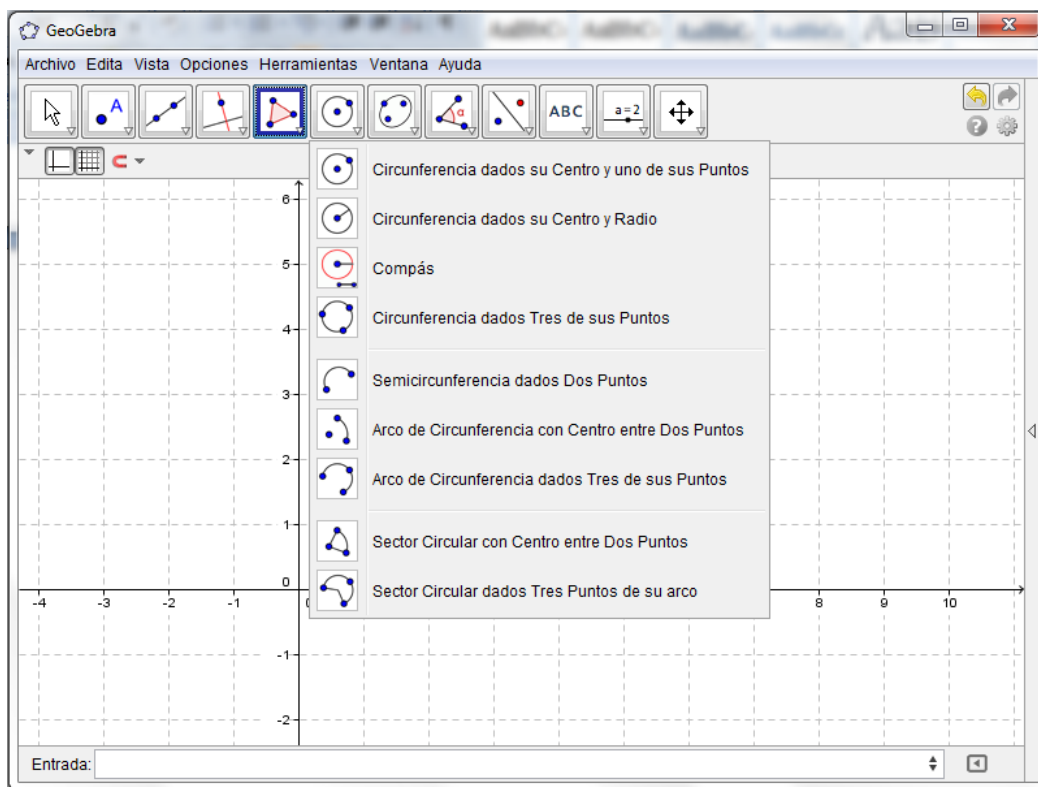 GeoGebra
Archivo Edita Vista Opciones Herramientas Ventana Ayuda
A α ABC a=2
Circunferencia dados su Centro y uno de sus Puntos
Circunferencia dados su Centro y Radio
Compás
Circunferencia dados Tres de sus Puntos
Semicircunferencia dados Dos Puntos
Arco de Circunferencia con Centro entre Dos Puntos
Arco de Circunferencia dados Tres de sus Puntos
Sector Circular con Centro entre Dos Puntos
Sector Circular dados Tres Puntos de su arco
6
5
4
3
2
1
0
-4 -3 -2 -1 8 9 10
-1
-2
Entrada: